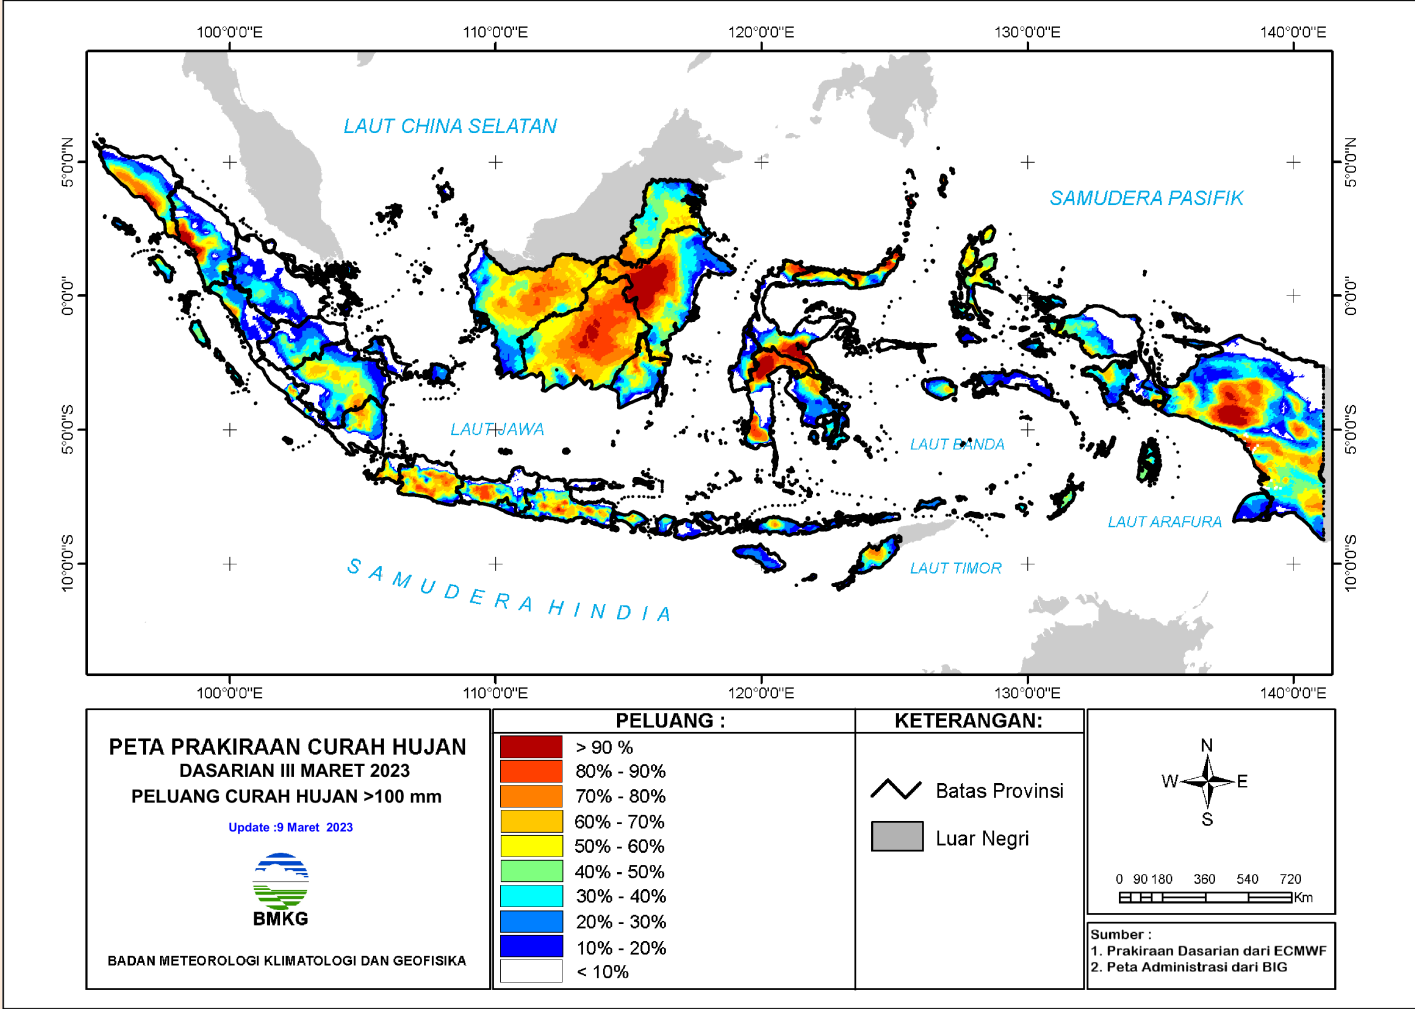 100°0'0"E 110°0'0"E 120°0'0"E 130°0'0"E 140°0'0"E
LAUT CHINA SELATAN
5°0'0"N 5°0'0"N
SAMUDERA PASIFIK
0°0'0" 0°0'0"
5°0'0"S 5°0'0"S
LAUT JAWA
LAUT BANDA
LAUT ARAFURA
10°0'0"S 10°0'0"S
LAUT TIMOR
SAMUDERA HINDIA
100°0'0"E 110°0'0"E 120°0'0"E 130°0'0"E 140°0'0"E
PETA PRAKIRAAN CURAH HUJAN
DASARIAN III MARET 2023
PELUANG CURAH HUJAN >100 mm
Update :9 Maret 2023
BMKG
BADAN METEOROLOGI KLIMATOLOGI DAN GEOFISIKA
PELUANG :
> 90 %
80% - 90%
70% - 80%
60% - 70%
50% - 60%
40% - 50%
30% - 40%
20% - 30%
10% - 20%
< 10%
KETERANGAN:
Batas Provinsi
Luar Negri
N
W E
S
0 90 180 360 540 720
Km
Sumber :
1. Prakiraan Dasarian dari ECMWF
2. Peta Administrasi dari BIG